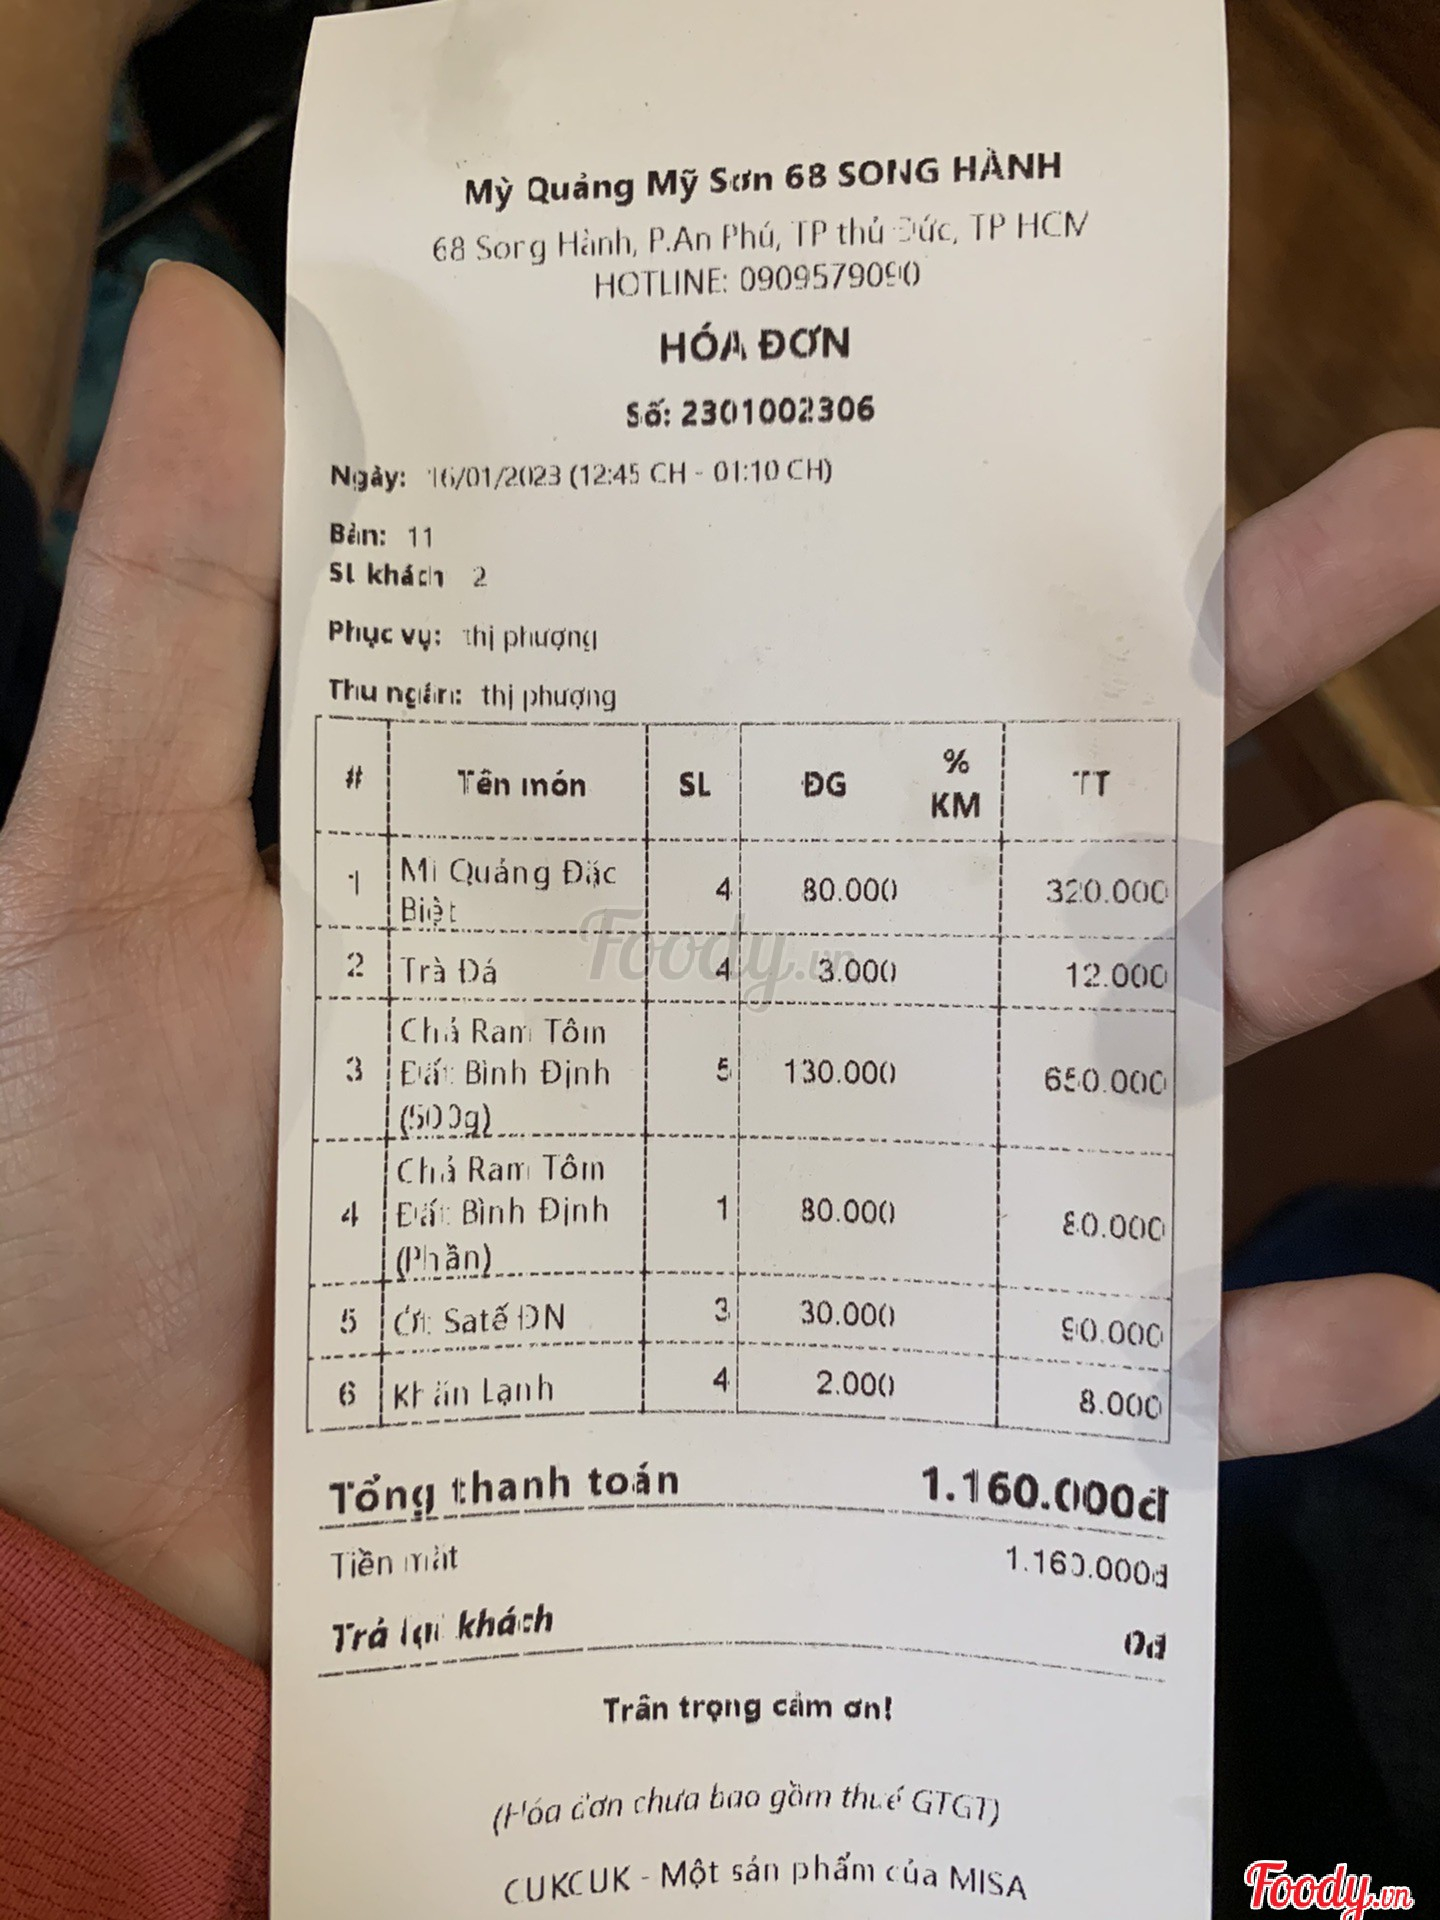 Mỳ Quảng Mỹ Sơn 68 SONG HÀNH
68 Song Hành, P.An Phú, TP thủ Đức, TP HCM
HOTLINE: 0909579090
HÓA ĐƠN
Số: 2301002306
Ngày: 16/01/2023 (12:45 CH - 01:10 CH)
Bàn: 11
SL khách 2
Phục vụ: thị phượng
Thu ngân: thị phượng
# Tên món SL ĐG % KM TT
1 Mì Quảng Đặc Biệt 4 80.000 320.000
2 Trà Đá 4 3.000 12.000
3 Chả Ram Tôm Đất Bình Định (500g) 5 130.000 650.000
4 Chả Ram Tôm Đất Bình Định (Phần) 1 80.000 80.000
5 Ớt Satế ĐN 3 30.000 90.000
6 Khăn Lạnh 4 2.000 8.000
Tổng thanh toán 1.160.000đ
Tiền mặt 1.160.000đ
Trả lại khách 0đ
Trân trọng cảm ơn!
(Hóa đơn chưa bao gồm thuế GTGT)
CUKCUK - Một sản phẩm của MISA
Foody.vn
Foody.vn